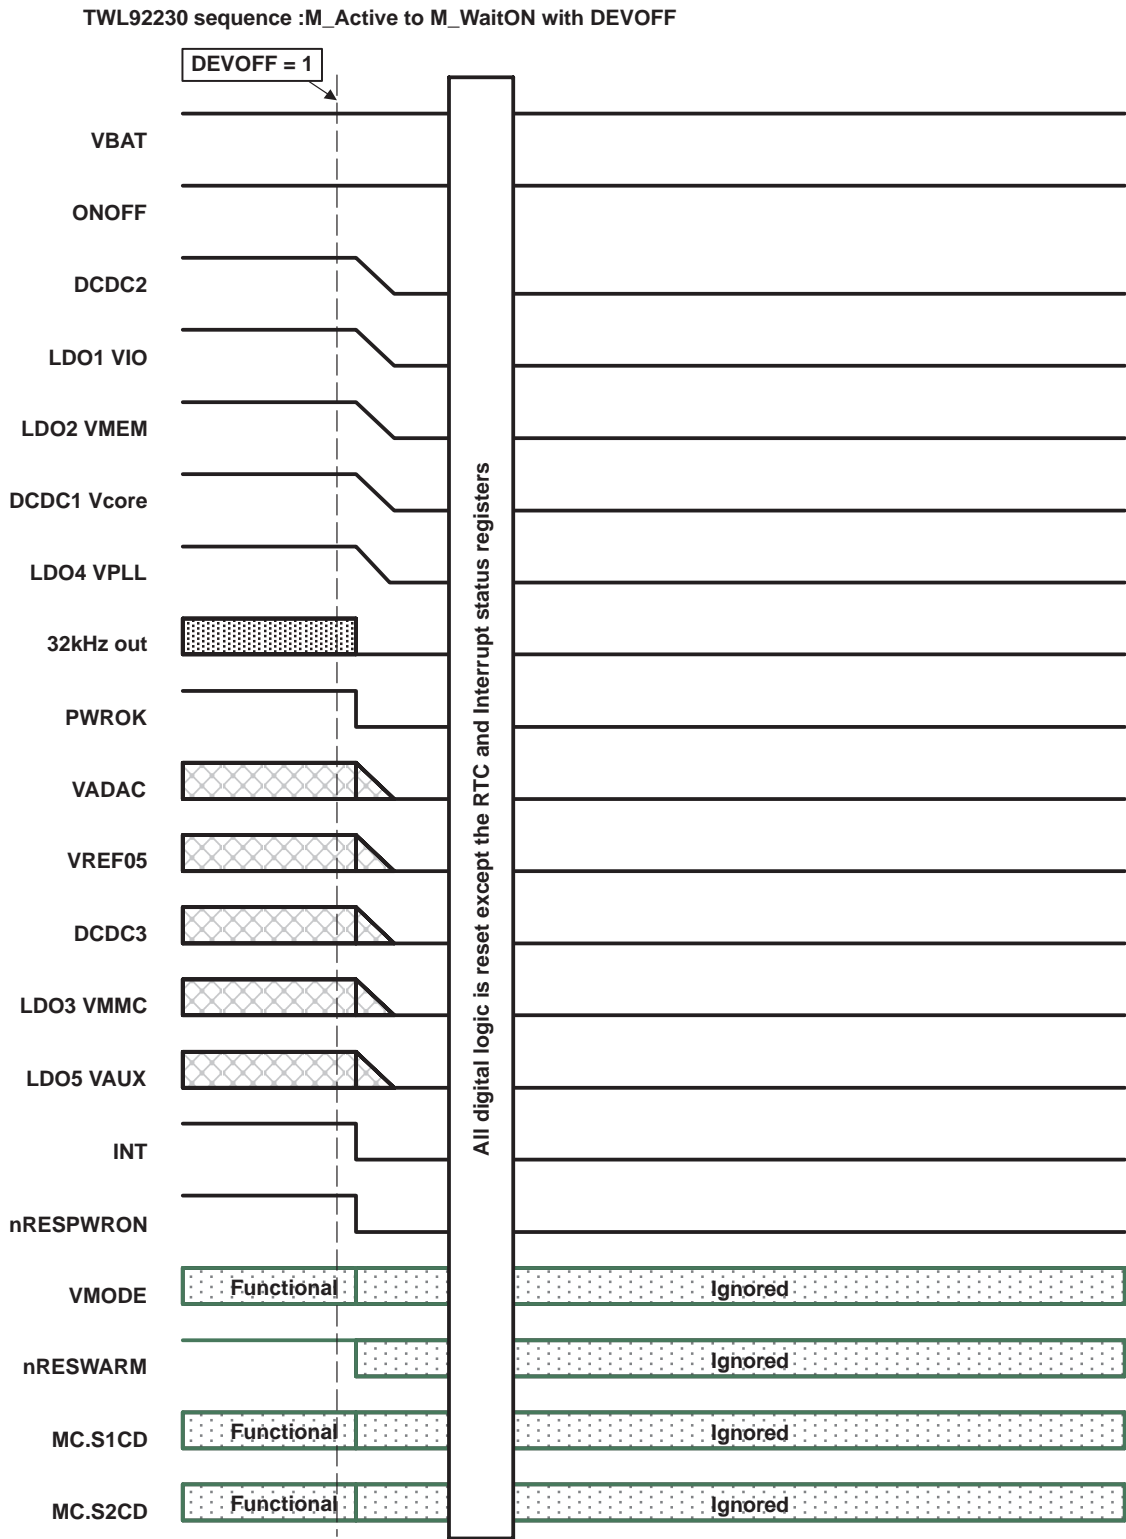 TWL92230 sequence :M_Active to M_WaitON with DEVOFF
DEVOFF = 1
VBAT
ONOFF
DCDC2
LDO1 VIO
LDO2 VMEM
DCDC1 Vcore
LDO4 VPLL
32kHz out
PWROK
VADAC
VREF05
DCDC3
LDO3 VMMC
LDO5 VAUX
INT
nRESPWRON
All digital logic is reset except the RTC and Interrupt status registers
VMODE Functional Ignored
nRESWARM Ignored
MC.S1CD Functional Ignored
MC.S2CD Functional Ignored